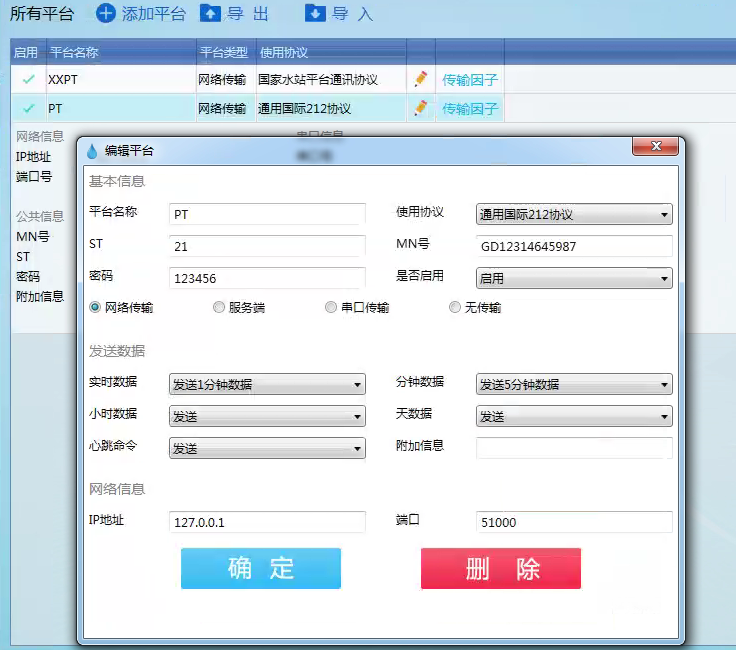 所有平台 添加平台 导 出 导 入
启用 平台名称 平台类型 使用协议
XXPT 网络传输 国家水站平台通讯协议 传输因子
PT 网络传输 通用国际212协议 传输因子
网络信息
IP地址
端口号
公共信息
MN号
ST
密码
附加信息
编辑平台
基本信息
平台名称 PT 使用协议 通用国际212协议
ST 21 MN号 GD12314645987
密码 123456 是否启用 启用
网络传输 服务端 串口传输 无传输
发送数据
实时数据 发送1分钟数据 分钟数据 发送5分钟数据
小时数据 发送 天数据 发送
心跳命令 发送 附加信息
网络信息
IP地址 127.0.0.1 端口 51000
确 定 删 除